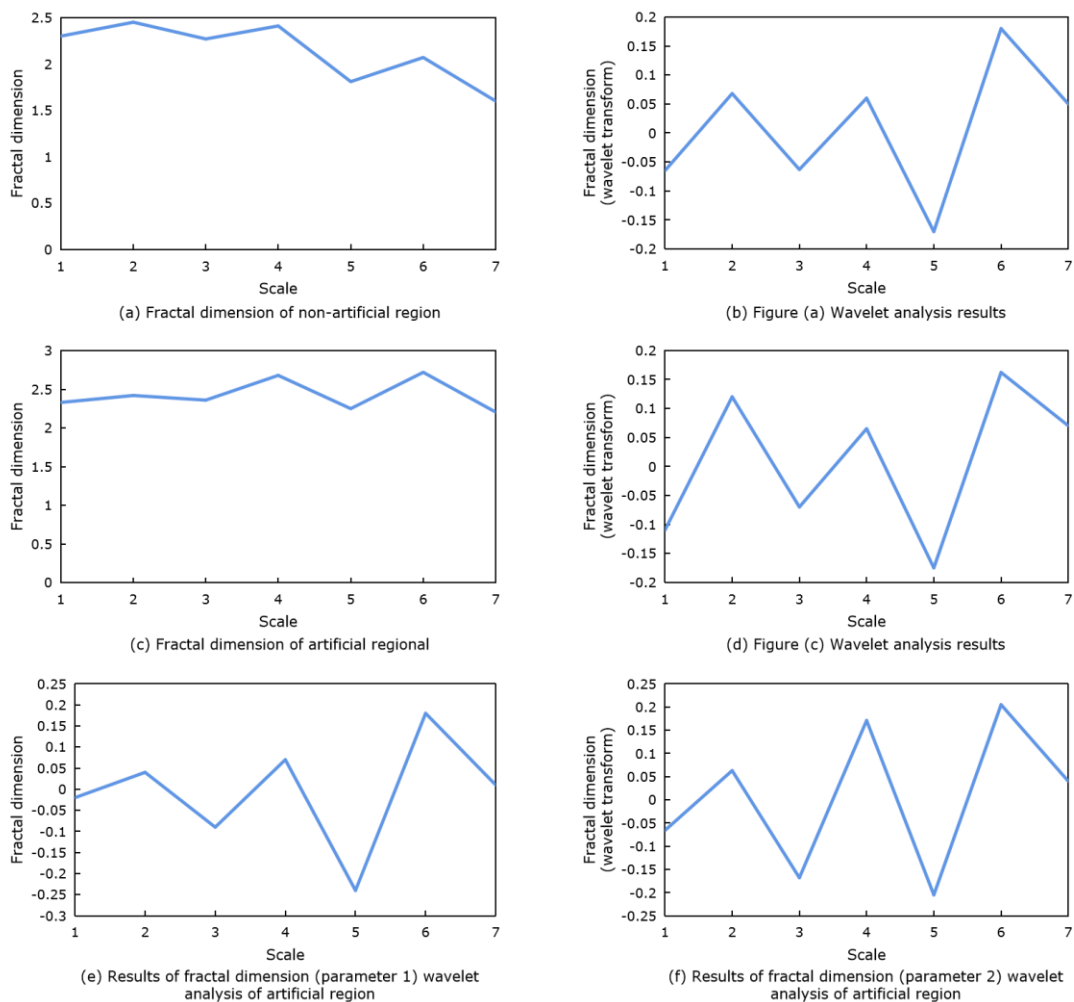 2.5
2
1.5
1
0.5
0
Fractal dimension
1 2 3 4 5 6 7
Scale
(a) Fractal dimension of non-artificial region
0.2
0.15
0.1
0.05
0
-0.05
-0.1
-0.15
-0.2
Fractal dimension
(wavelet transform)
1 2 3 4 5 6 7
Scale
(b) Figure (a) Wavelet analysis results
3
2.5
2
1.5
1
0.5
0
Fractal dimension
1 2 3 4 5 6 7
Scale
(c) Fractal dimension of artificial regional
0.2
0.15
0.1
0.05
0
-0.05
-0.1
-0.15
-0.2
Fractal dimension
(wavelet transform)
1 2 3 4 5 6 7
Scale
(d) Figure (c) Wavelet analysis results
0.25
0.2
0.15
0.1
0.05
0
-0.05
-0.1
-0.15
-0.2
-0.25
-0.3
Fractal dimension
1 2 3 4 5 6 7
Scale
(e) Results of fractal dimension (parameter 1) wavelet
analysis of artificial region
0.25
0.2
0.15
0.1
0.05
0
-0.05
-0.1
-0.15
-0.2
-0.25
Fractal dimension
(wavelet transform)
1 2 3 4 5 6 7
Scale
(f) Results of fractal dimension (parameter 2) wavelet
analysis of artificial region